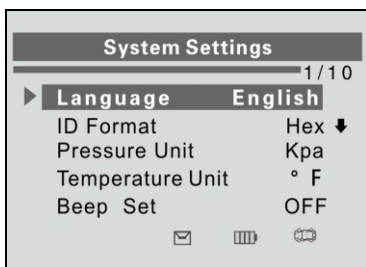 System Settings
1/10
Language English
ID Format Hex
Pressure Unit Kpa
Temperature Unit ° F
Beep Set OFF